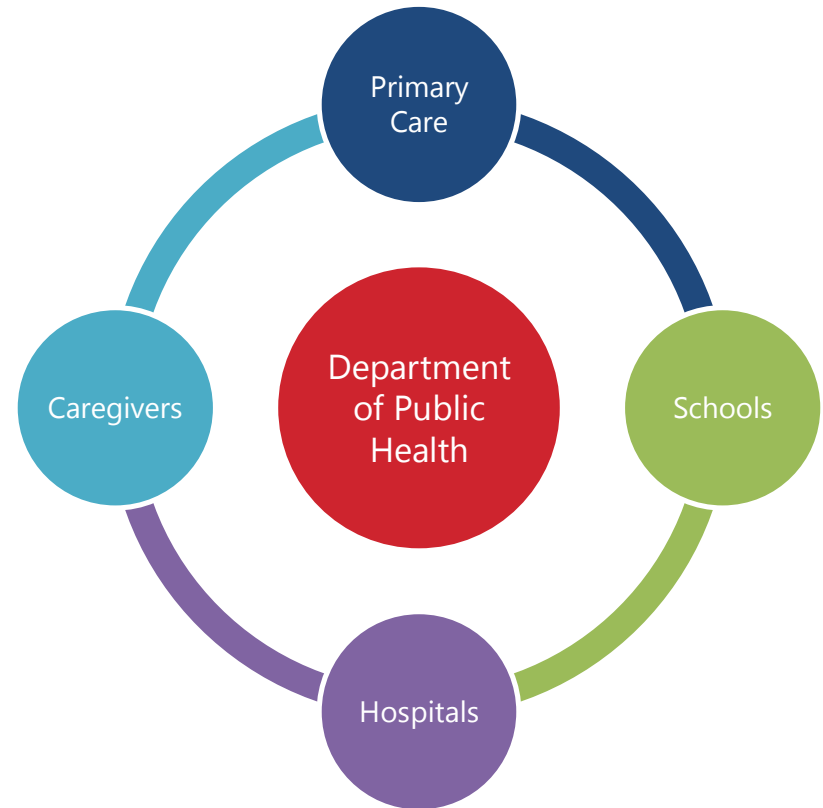 Primary
Care
Caregivers
Department
of Public
Health
Schools
Hospitals